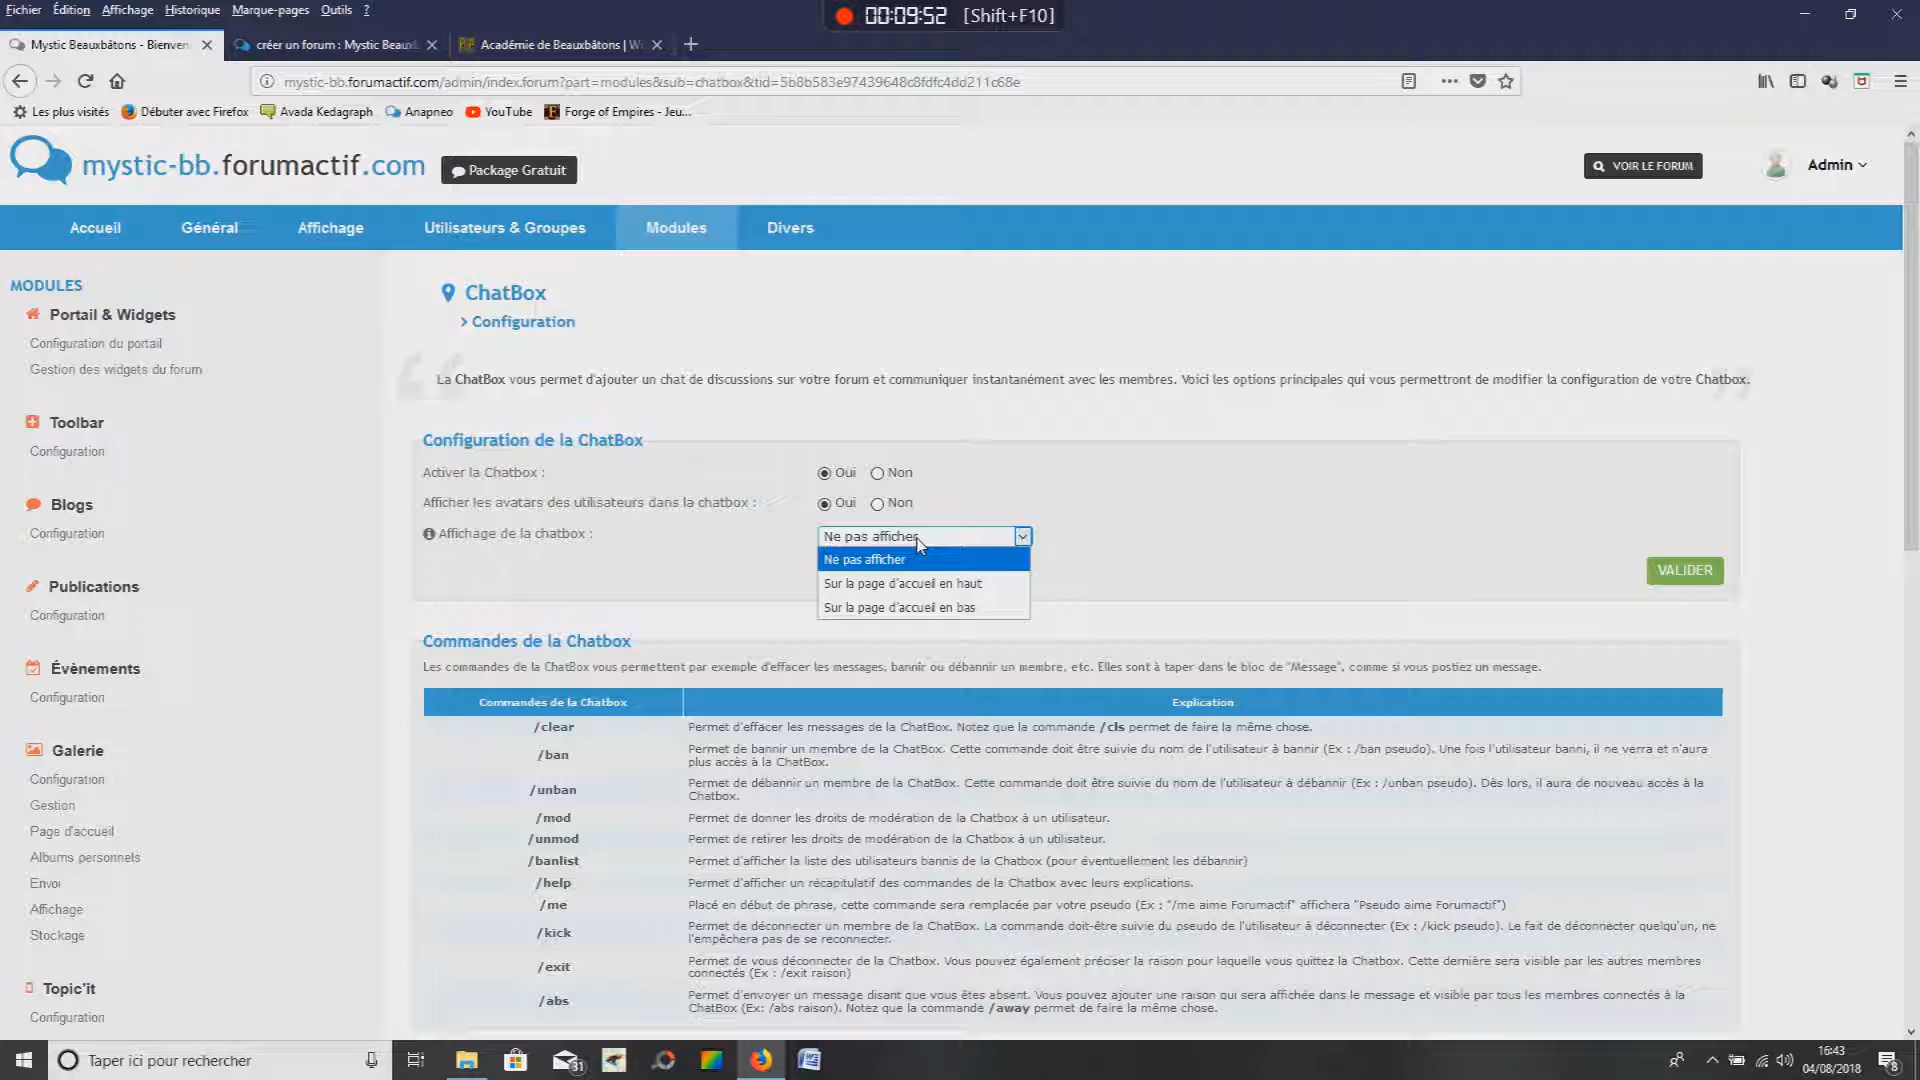 Fichier Édition Affichage Historique Marque-pages Outils ?
00:09:52 [Shift+F10]
Mystic Beauxbâtons - Bienven
créer un forum : Mystic Beaux
Académie de Beauxbâtons | W
mystic-bb.forumactif.com/admin/index.forum?part=modules&sub=chatbox&tid=5b8b583e97439648c8fdfc4dd211c68e
Les plus visités Débuter avec Firefox Avada Kedagraph Anapneo YouTube Forge of Empires - Jeu...
mystic-bb.forumactif.com Package Gratuit VOIR LE FORUM Admin
Accueil Général Affichage Utilisateurs & Groupes Modules Divers
MODULES
Portail & Widgets
Configuration du portail
Gestion des widgets du forum
Toolbar
Configuration
Blogs
Configuration
Publications
Configuration
Évènements
Configuration
Galerie
Configuration
Gestion
Page d'accueil
Albums personnels
Envoi
Affichage
Stockage
Topic'it
Configuration
ChatBox
> Configuration
La ChatBox vous permet d'ajouter un chat de discussions sur votre forum et communiquer instantanément avec les membres. Voici les options principales qui vous permettront de modifier la configuration de votre Chatbox.
Configuration de la ChatBox
Activer la Chatbox : Oui Non
Afficher les avatars des utilisateurs dans la chatbox : Oui Non
Affichage de la chatbox : Ne pas afficher
Ne pas afficher
Sur la page d'accueil en haut
Sur la page d'accueil en bas
VALIDER
Commandes de la Chatbox
Les commandes de la ChatBox vous permettent par exemple d'effacer les messages, bannir ou débannir un membre, etc. Elles sont à taper dans le bloc de "Message", comme si vous postiez un message.
Commandes de la Chatbox Explication
/clear Permet d'effacer les messages de la ChatBox. Notez que la commande /cls permet de faire la même chose.
/ban Permet de bannir un membre de la ChatBox. Cette commande doit être suivie du nom de l'utilisateur à bannir (Ex : /ban pseudo). Une fois l'utilisateur banni, il ne verra et n'aura
plus accès à la ChatBox.
/unban Permet de débannir un membre de la ChatBox. Cette commande doit être suivie du nom de l'utilisateur à débannir (Ex : /unban pseudo). Dès lors, il aura de nouveau accès à la
Chatbox.
/mod Permet de donner les droits de modération de la Chatbox à un utilisateur.
/unmod Permet de retirer les droits de modération de la Chatbox à un utilisateur.
/banlist Permet d'afficher la liste des utilisateurs bannis de la Chatbox (pour éventuellement les débannir)
/help Permet d'afficher un récapitulatif des commandes de la Chatbox avec leurs explications.
/me Placé en début de phrase, cette commande sera remplacée par votre pseudo (Ex : "/me aime Forumactif" affichera "Pseudo aime Forumactif")
/kick Permet de déconnecter un membre de la ChatBox. La commande doit-être suivie du pseudo de l'utilisateur à déconnecter (Ex : /kick pseudo). Le fait de déconnecter quelqu'un, ne
l'empêchera pas de se reconnecter.
/exit Permet de vous déconnecter de la Chatbox. Vous pouvez également préciser la raison pour laquelle vous quittez la Chatbox. Cette dernière sera visible par les autres membres
connectés (Ex : /exit raison)
/abs Permet d'envoyer un message disant que vous êtes absent. Vous pouvez ajouter une raison qui sera affichée dans le message et visible par tous les membres connectés à la
ChatBox (Ex: /abs raison). Notez que la commande /away permet de faire la même chose.
Taper ici pour rechercher
31
16:43
04/08/2018
8